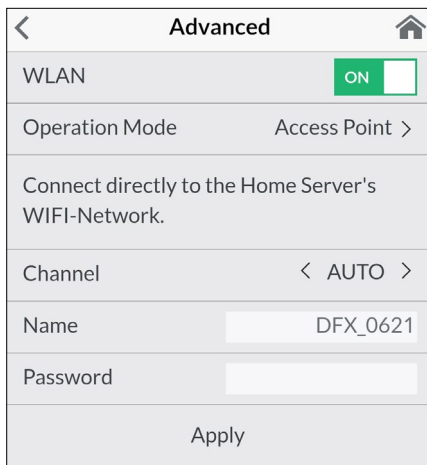 Advanced
WLAN ON
Operation Mode Access Point
Connect directly to the Home Server's
WIFI-Network.
Channel AUTO
Name DFX_0621
Password
Apply